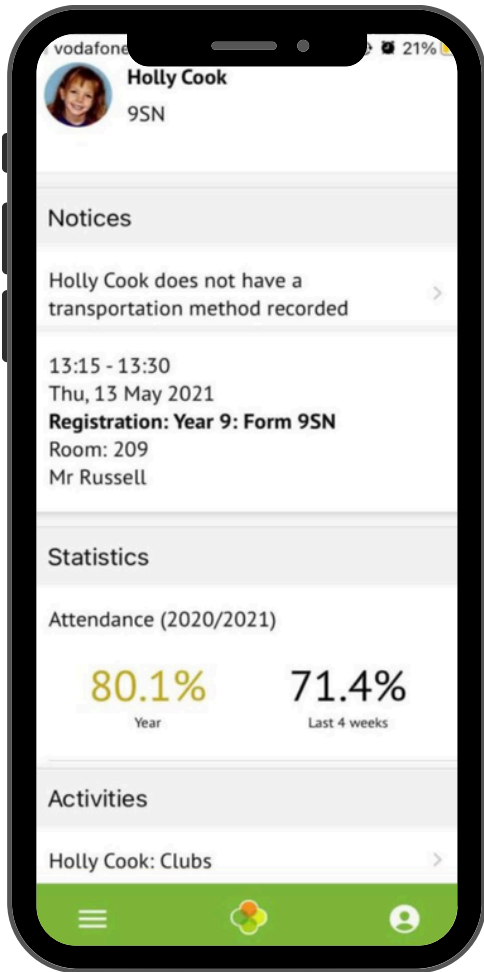 vodafone
21%
Holly Cook
9SN
Notices
Holly Cook does not have a
transportation method recorded
13:15 - 13:30
Thu, 13 May 2021
Registration: Year 9: Form 9SN
Room: 209
Mr Russell
Statistics
Attendance (2020/2021)
80.1% 71.4%
Year Last 4 weeks
Activities
Holly Cook: Clubs